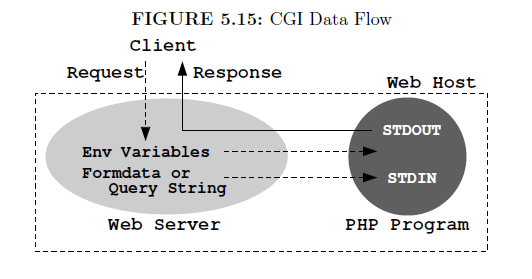 FIGURE 5.15: CGI Data Flow
Client
Request Response
Web Host
STDOUT
Env Variables
Formdata or
Query String
STDIN
Web Server
PHP Program